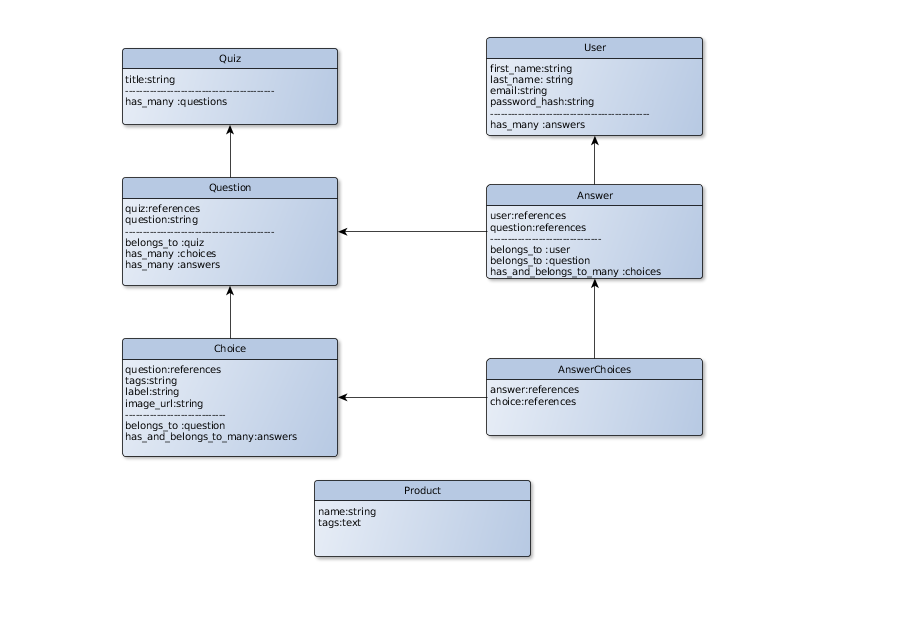 Quiz
title:string
-------------------------------------------
has_many :questions
User
first_name:string
last_name: string
email:string
password_hash:string
----------------------------------------------
has_many :answers
Question
quiz:references
question:string
-------------------------------------------
belongs_to :quiz
has_many :choices
has_many :answers
Answer
user:references
question:references
--------------------------------
belongs_to :user
belongs_to :question
has_and_belongs_to_many :choices
Choice
question:references
tags:string
label:string
image_url:string
-----------------------------
belongs_to :question
has_and_belongs_to_many:answers
AnswerChoices
answer:references
choice:references
Product
name:string
tags:text